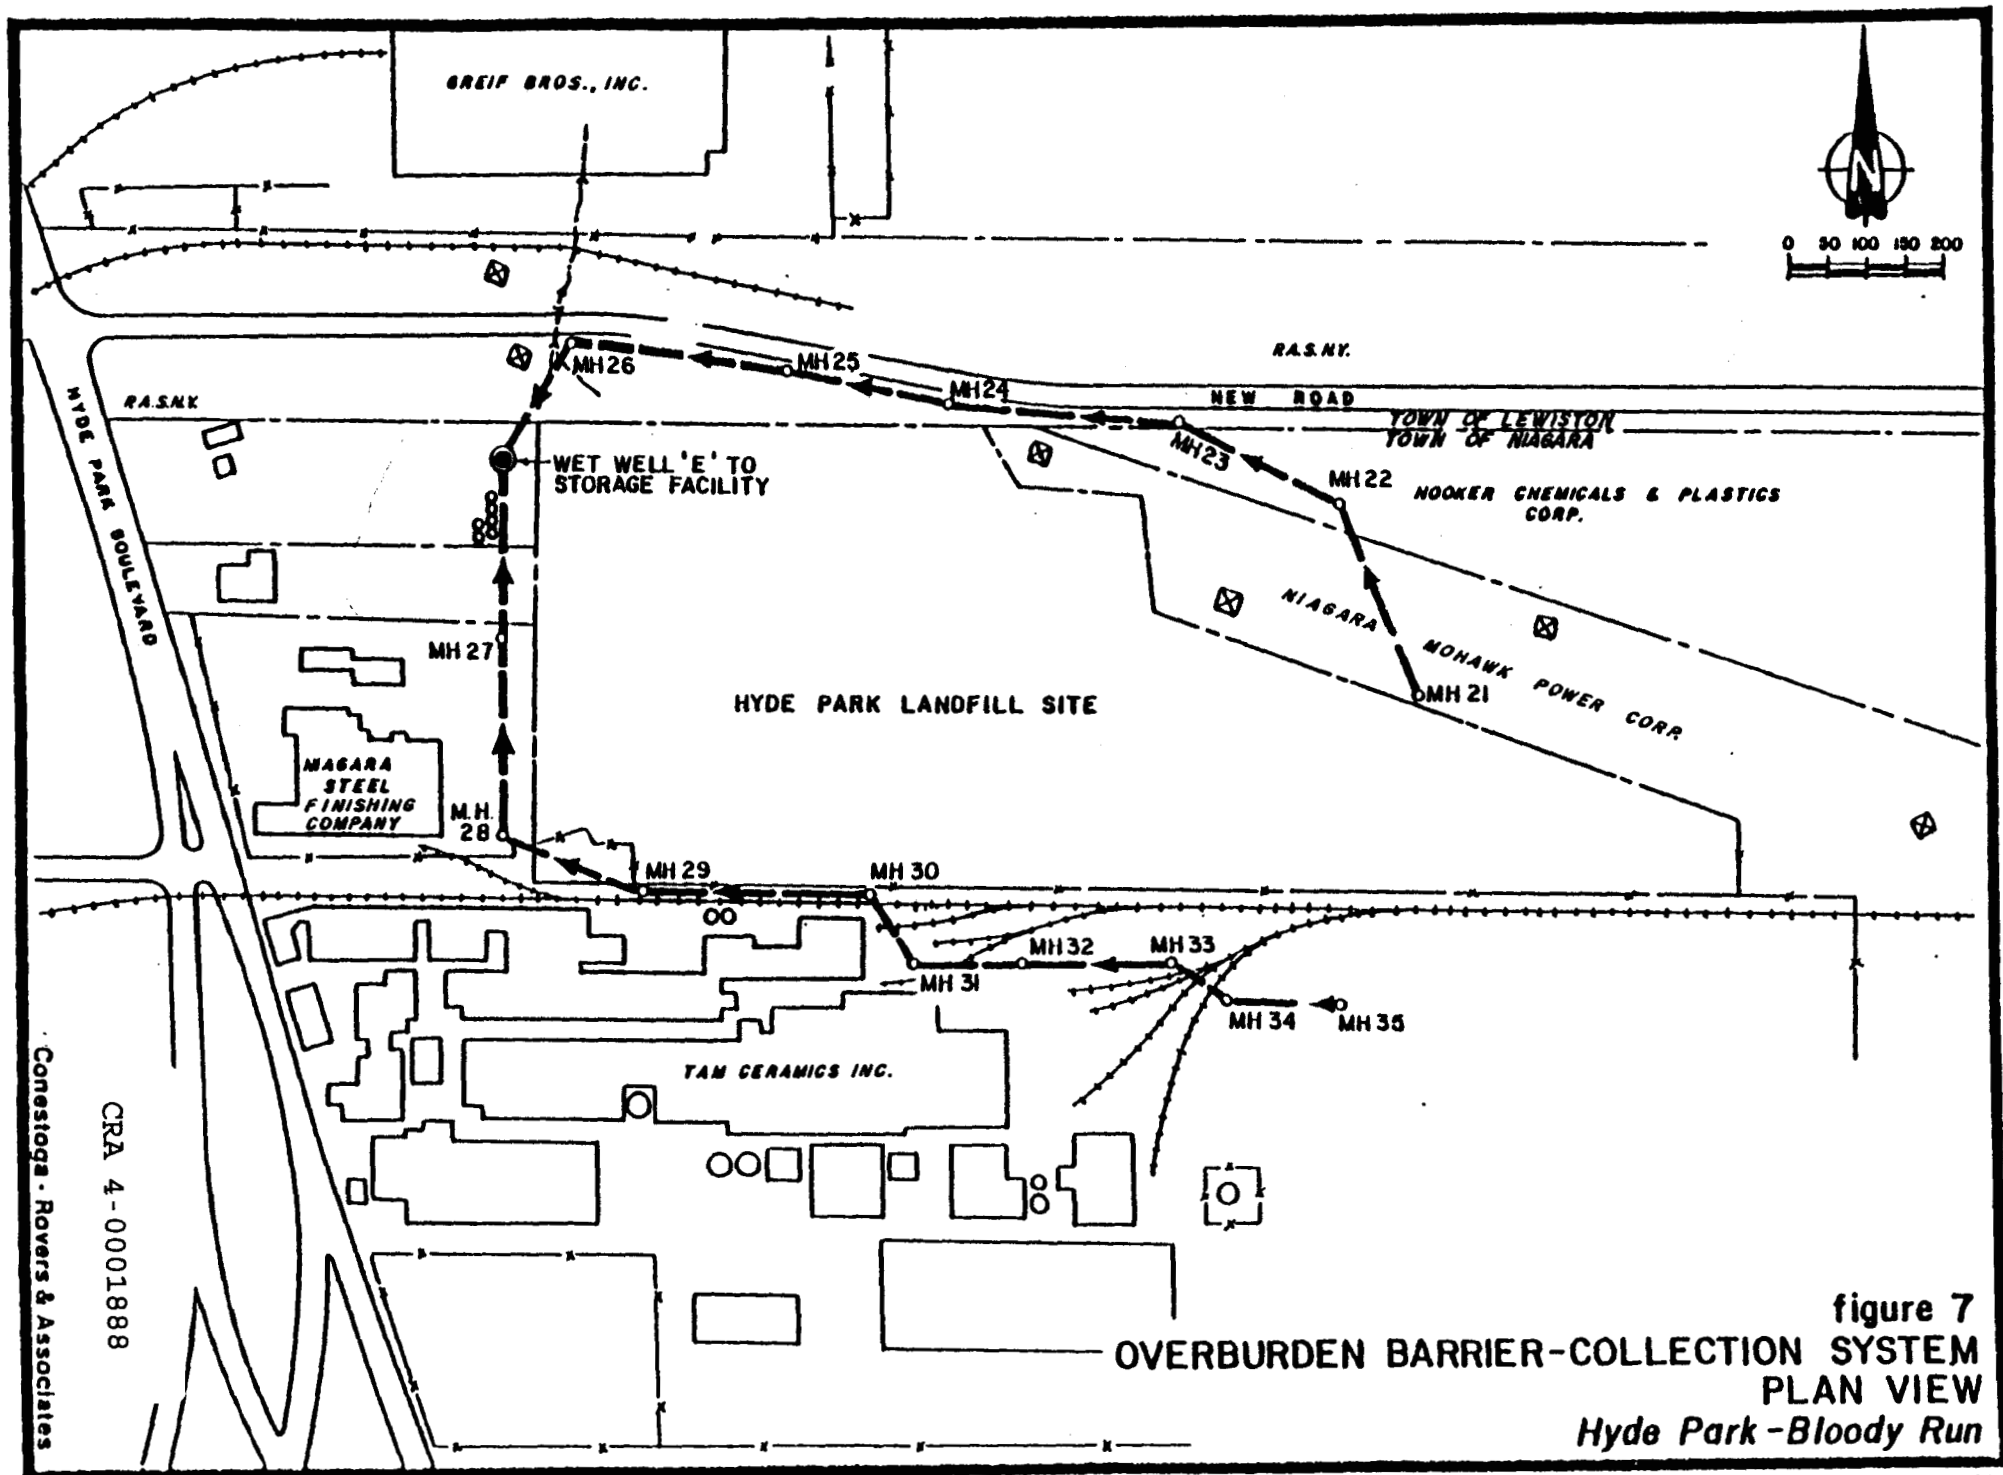 GREIF BROS., INC.
N
0 50 100 150 200
MH 26
MH 25
MH 24
R.A.S.N.Y.
NEW ROAD
TOWN OF LEWISTON
TOWN OF NIAGARA
R.A.S.N.Y.
HYDE PARK BOULEVARD
WET WELL 'E' TO
STORAGE FACILITY
MH 23
MH 22
HOOKER CHEMICALS & PLASTICS
CORP.
NIAGARA MOHAWK POWER CORP.
MH 27
MH 21
HYDE PARK LANDFILL SITE
NIAGARA
STEEL
FINISHING
COMPANY
M.H.
28
MH 29
MH 30
MH 31
MH 32
MH 33
MH 34
MH 35
TAM CERAMICS INC.
Conestoga - Rovers & Associates
CRA 4-0001888
figure 7
OVERBURDEN BARRIER-COLLECTION SYSTEM
PLAN VIEW
Hyde Park - Bloody Run